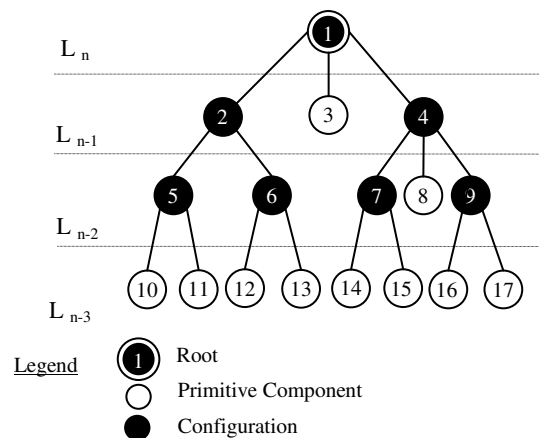 1
L n
2 3 4
L n-1
5 6 7 8 9
L n-2
10 11 12 13 14 15 16 17
L n-3
Legend
1 Root
Primitive Component
Configuration